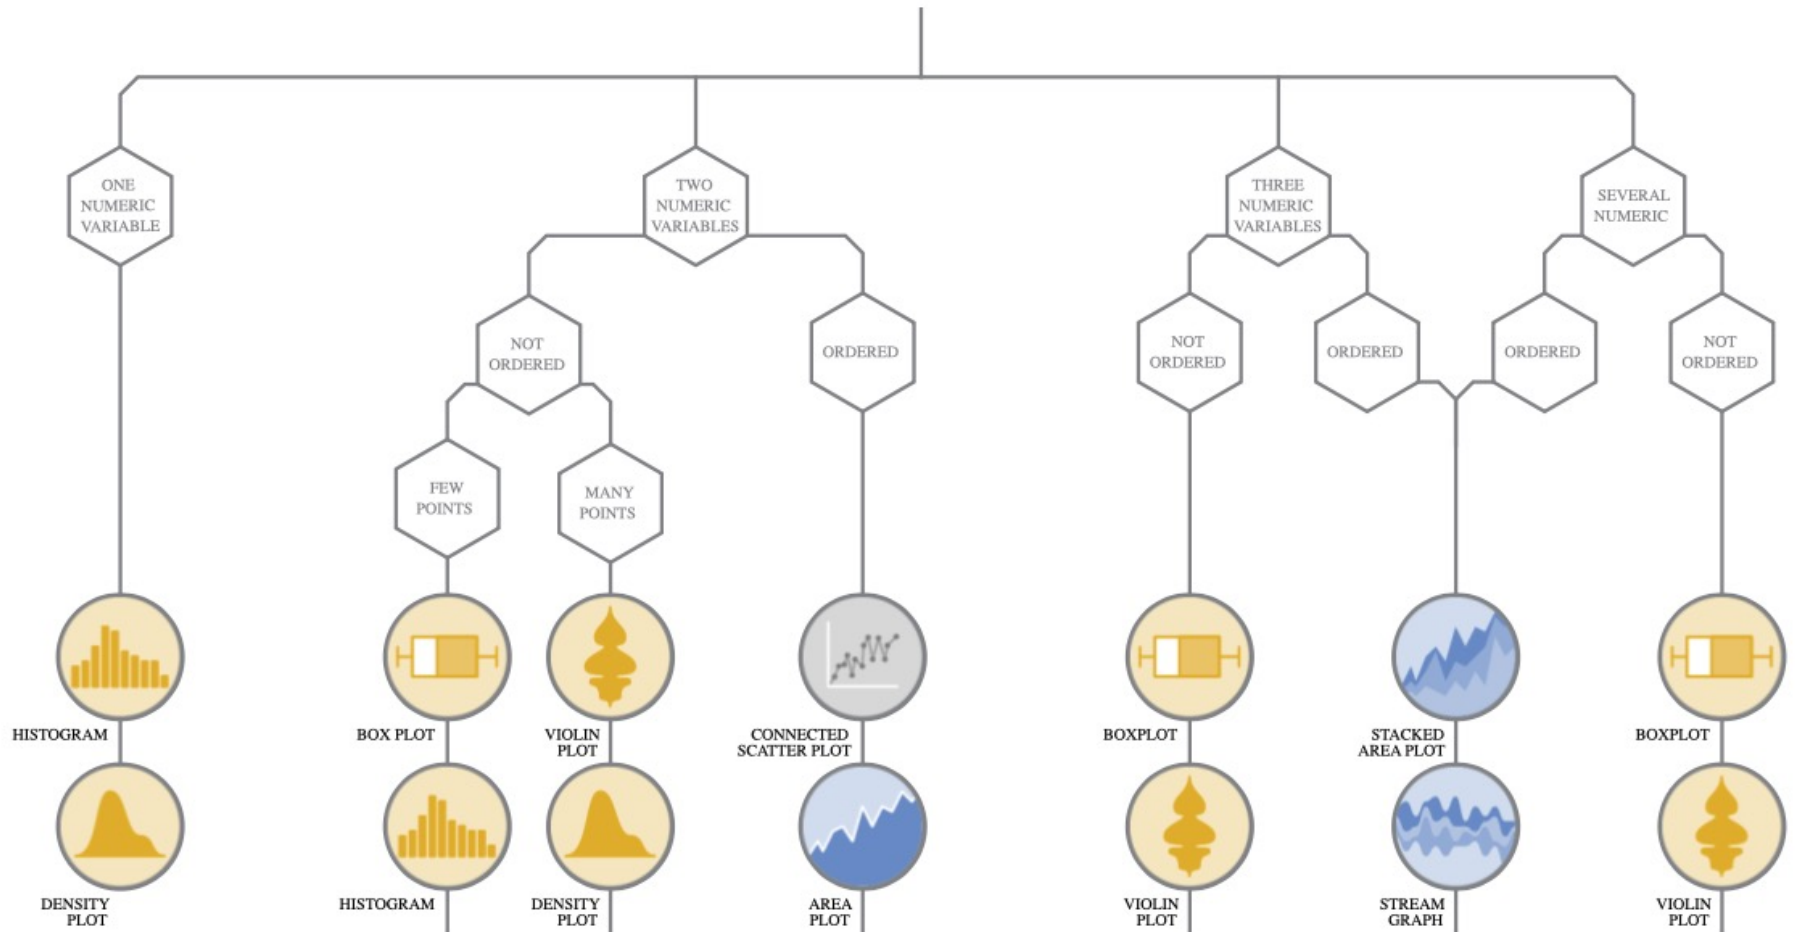 ONE
NUMERIC
VARIABLE
TWO
NUMERIC
VARIABLES
THREE
NUMERIC
VARIABLES
SEVERAL
NUMERIC
NOT
ORDERED
ORDERED
NOT
ORDERED
ORDERED
ORDERED
NOT
ORDERED
FEW
POINTS
MANY
POINTS
HISTOGRAM
BOX PLOT
VIOLIN
PLOT
CONNECTED
SCATTER PLOT
BOXPLOT
STACKED
AREA PLOT
BOXPLOT
DENSITY
PLOT
HISTOGRAM
DENSITY
PLOT
AREA
PLOT
VIOLIN
PLOT
STREAM
GRAPH
VIOLIN
PLOT